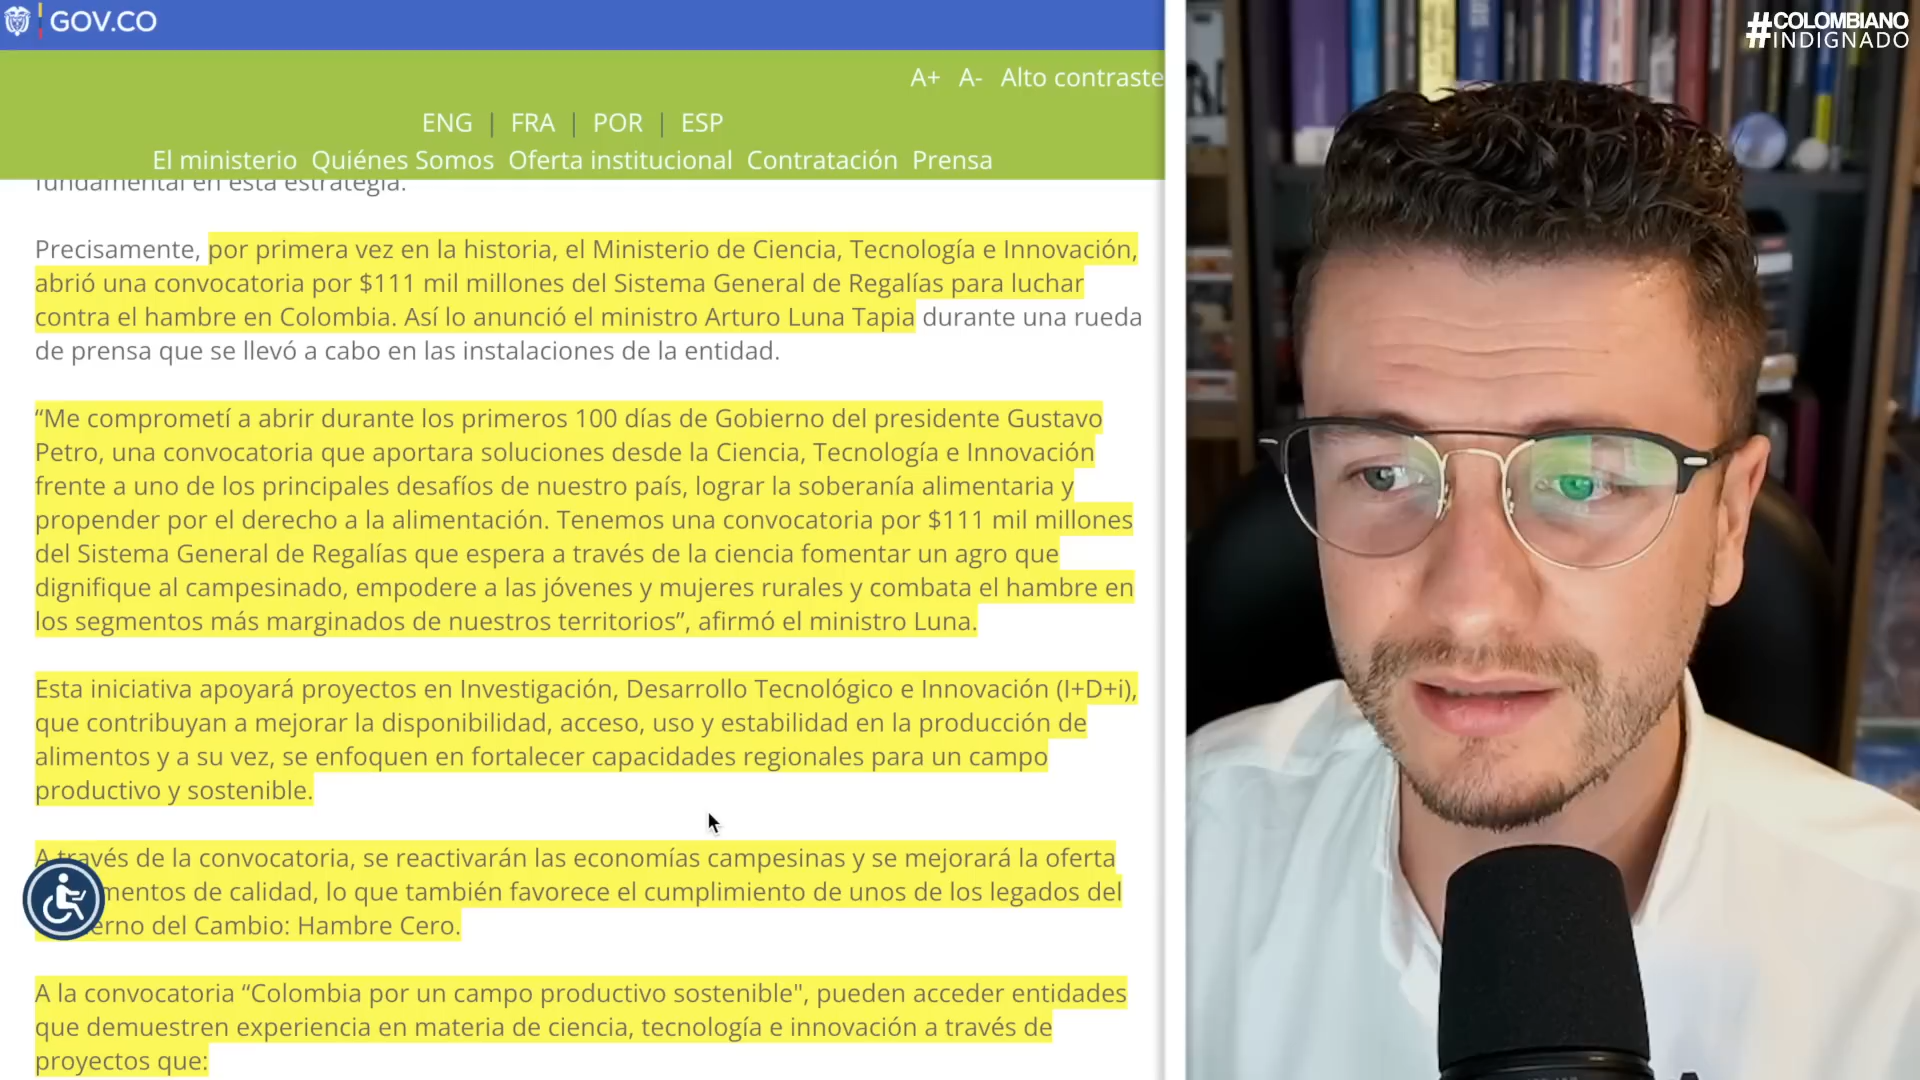 GOV.CO
#COLOMBIANO
INDIGNADO
A+ A- Alto contraste
ENG | FRA | POR | ESP
El ministerio Quiénes Somos Oferta institucional Contratación Prensa
fundamental en esta estrategia.
Precisamente, por primera vez en la historia, el Ministerio de Ciencia, Tecnología e Innovación,
abrió una convocatoria por $111 mil millones del Sistema General de Regalías para luchar
contra el hambre en Colombia. Así lo anunció el ministro Arturo Luna Tapia durante una rueda
de prensa que se llevó a cabo en las instalaciones de la entidad.
“Me comprometí a abrir durante los primeros 100 días de Gobierno del presidente Gustavo
Petro, una convocatoria que aportara soluciones desde la Ciencia, Tecnología e Innovación
frente a uno de los principales desafíos de nuestro país, lograr la soberanía alimentaria y
propender por el derecho a la alimentación. Tenemos una convocatoria por $111 mil millones
del Sistema General de Regalías que espera a través de la ciencia fomentar un agro que
dignifique al campesinado, empodere a las jóvenes y mujeres rurales y combata el hambre en
los segmentos más marginados de nuestros territorios”, afirmó el ministro Luna.
Esta iniciativa apoyará proyectos en Investigación, Desarrollo Tecnológico e Innovación (I+D+i),
que contribuyan a mejorar la disponibilidad, acceso, uso y estabilidad en la producción de
alimentos y a su vez, se enfoquen en fortalecer capacidades regionales para un campo
productivo y sostenible.
A través de la convocatoria, se reactivarán las economías campesinas y se mejorará la oferta
mentos de calidad, lo que también favorece el cumplimiento de unos de los legados del
erno del Cambio: Hambre Cero.
A la convocatoria “Colombia por un campo productivo sostenible", pueden acceder entidades
que demuestren experiencia en materia de ciencia, tecnología e innovación a través de
proyectos que: